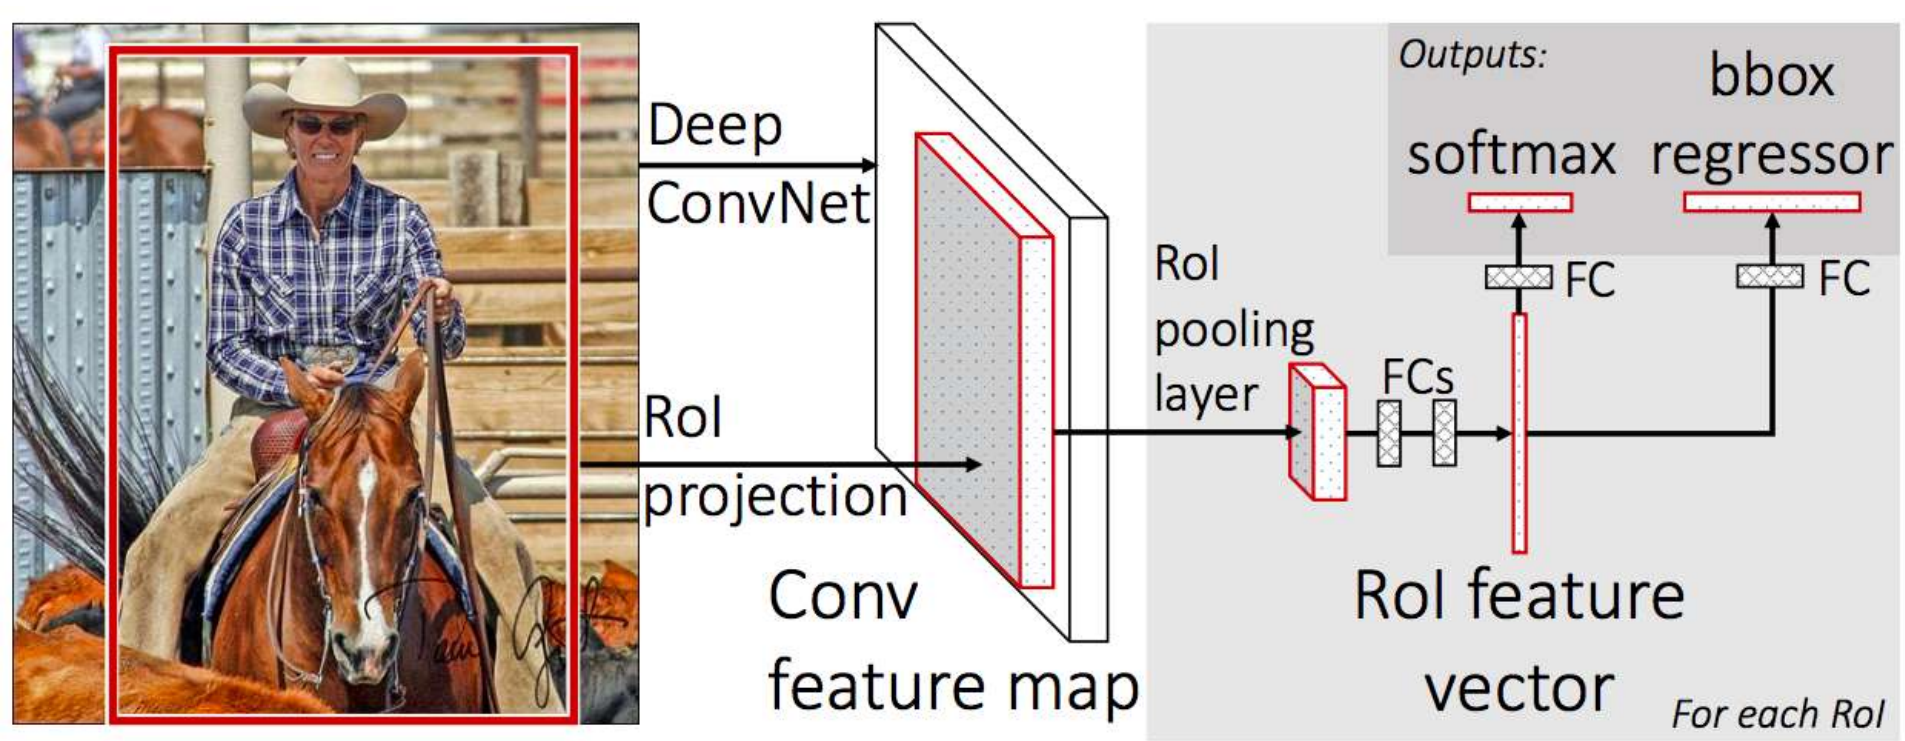 Deep
ConvNet
RoI
projection
Conv
feature map
RoI
pooling
layer
FCs
RoI feature
vector
For each RoI
Outputs:
softmax
bbox
regressor
FC
FC